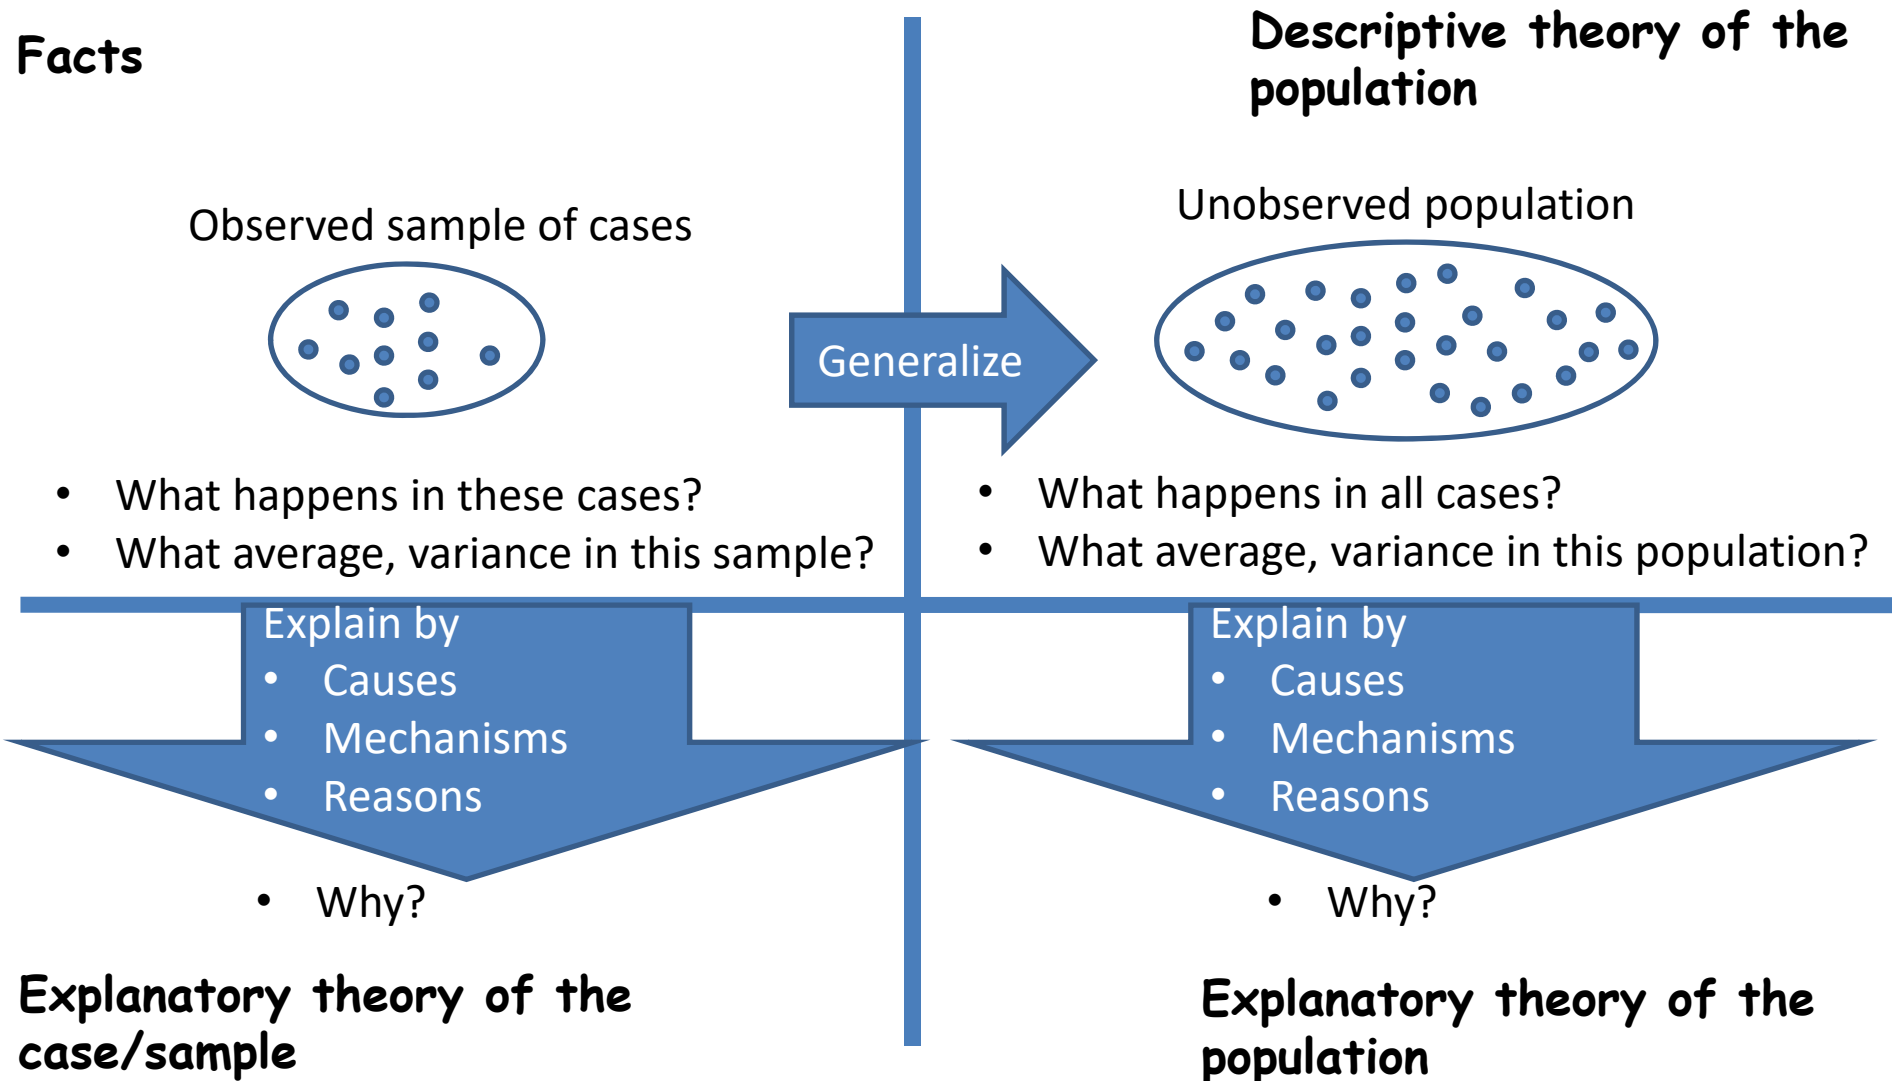 Facts
Descriptive theory of the
population
Observed sample of cases
Unobserved population
Generalize
• What happens in these cases?
• What average, variance in this sample?
• What happens in all cases?
• What average, variance in this population?
Explain by
• Causes
• Mechanisms
• Reasons
Explain by
• Causes
• Mechanisms
• Reasons
• Why?
• Why?
Explanatory theory of the
case/sample
Explanatory theory of the
population